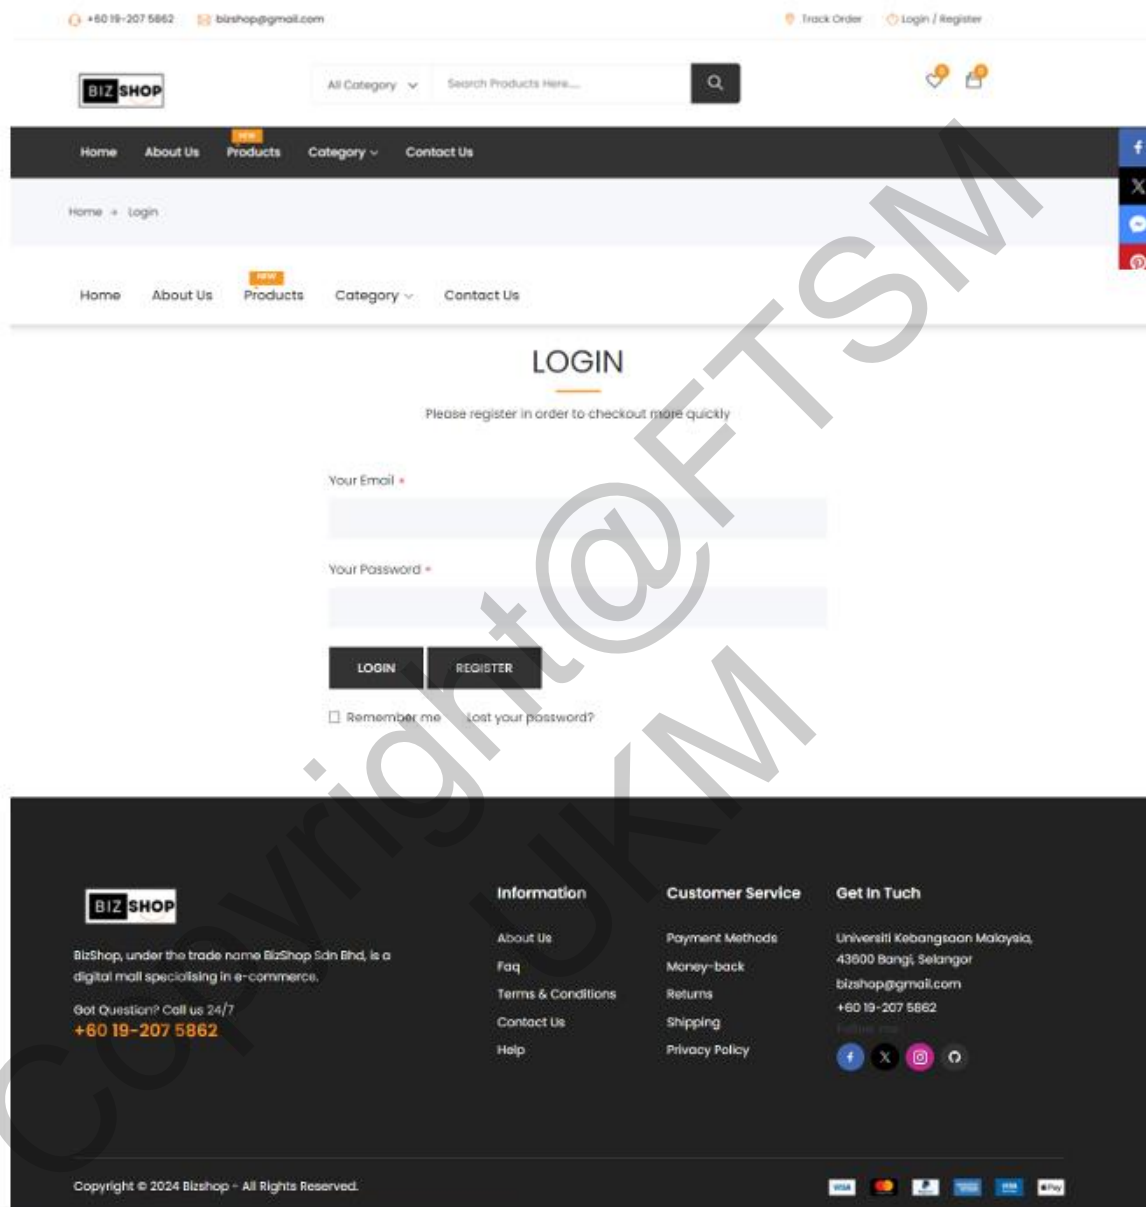 +60 19-207 5862 bizshop@gmail.com Track Order Login / Register
BIZ SHOP All Category Search Products Here.... 0 0
NEW
Home About Us Products Category Contact Us
Home Login
NEW
Home About Us Products Category Contact Us
LOGIN
Please register in order to checkout more quickly
Your Email *
Your Password *
LOGIN REGISTER
Remember me Lost your password?
BIZ SHOP
BizShop, under the trade name BizShop Sdn Bhd, is a
digital mall specialising in e-commerce.
Got Question? Call us 24/7
+60 19-207 5862
Information
About Us
Faq
Terms & Conditions
Contact Us
Help
Customer Service
Payment Methods
Money-back
Returns
Shipping
Privacy Policy
Get In Tuch
Universiti Kebangsaan Malaysia,
43600 Bangi, Selangor
bizshop@gmail.com
+60 19-207 5862
Copyright © 2024 Bizshop - All Rights Reserved.
VISA Pay
Copyright@FTSM
UKM